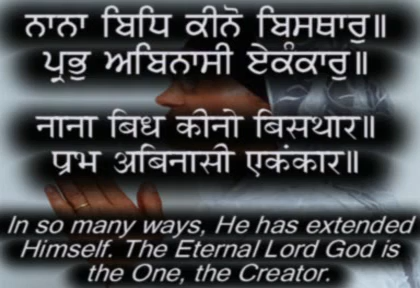 ਨਾਨਾ ਬਿਧਿ ਕੀਨੋ ਬਿਸਥਾਰੁ॥
ਪ੍ਰਭੁ ਅਬਿਨਾਸੀ ਏਕੰਕਾਰੁ॥
नाना बिध कीनो बिसथार॥
प्रभ अबिनासी एकंकार॥
In so many ways, He has extended
Himself. The Eternal Lord God is
the One, the Creator.